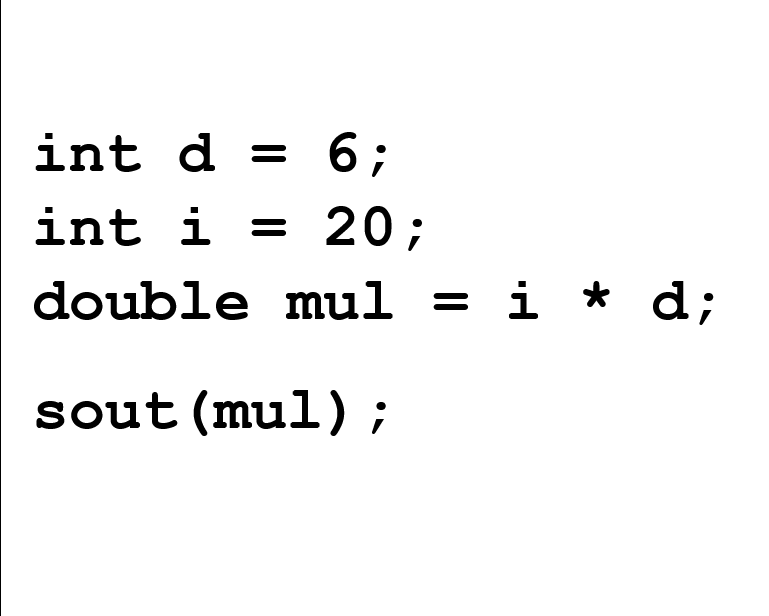 int d = 6;
int i = 20;
double mul = i * d;
sout(mul);